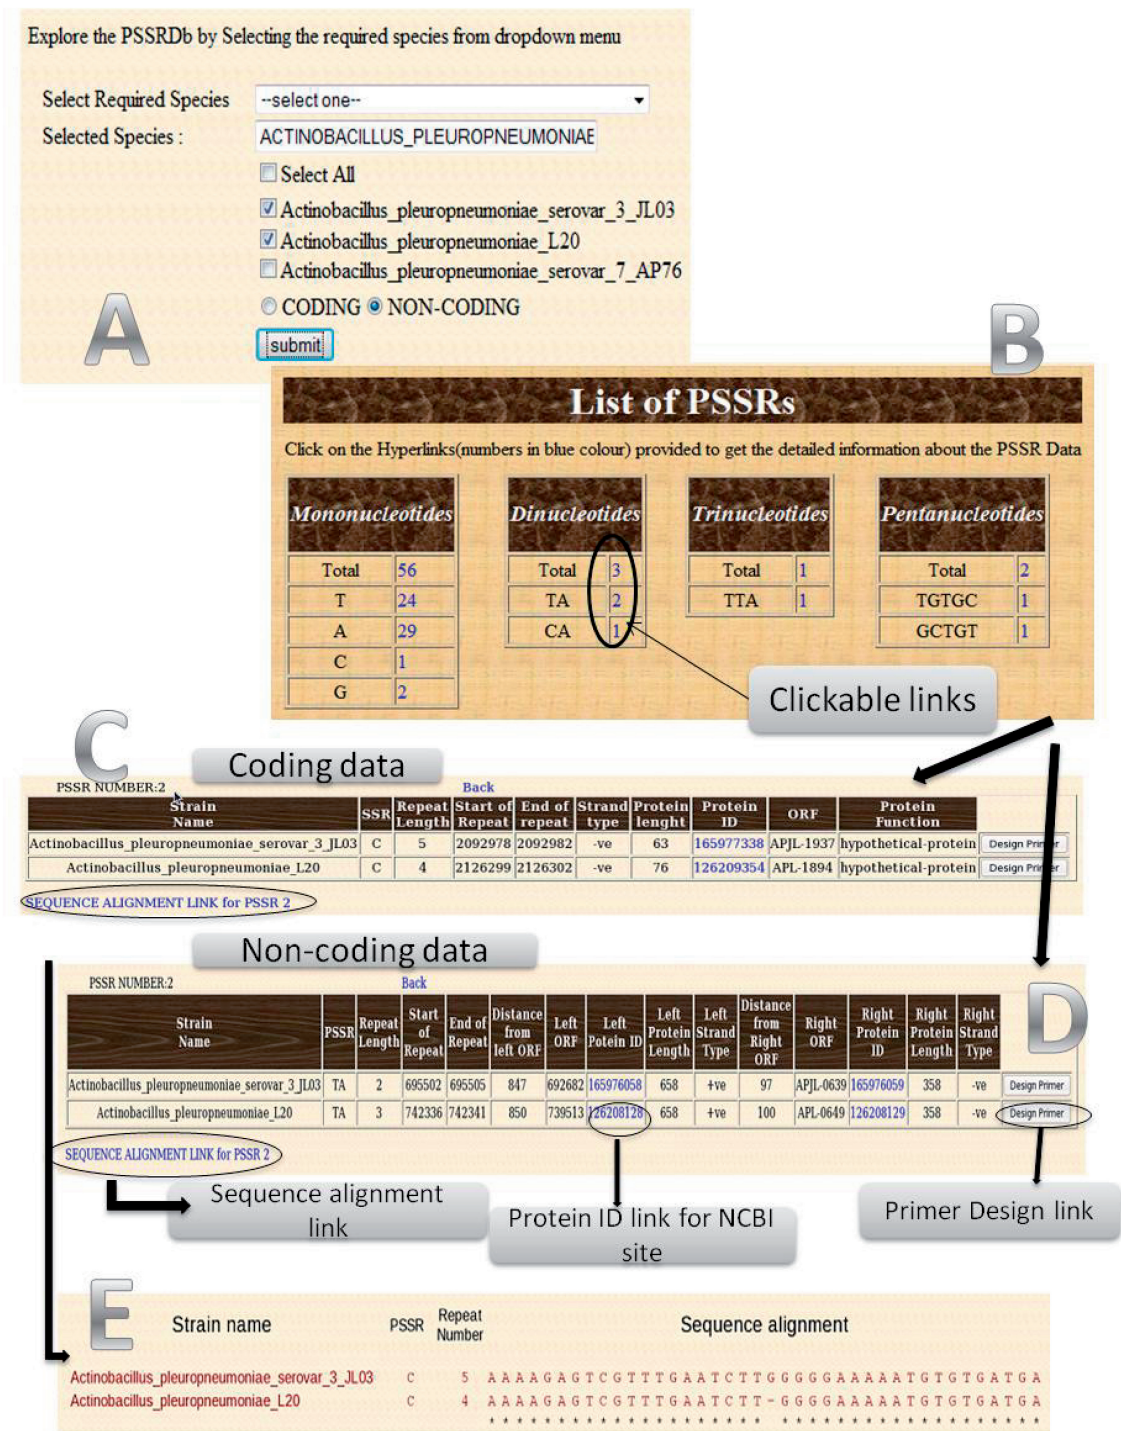 Explore the PSSRDb by Selecting the required species from dropdown menu
Select Required Species --select one--
Selected Species : ACTINOBACILLUS_PLEUROPNEUMONIAE
Select All
Actinobacillus_pleuropneumoniae_serovar_3_JL03
Actinobacillus_pleuropneumoniae_L20
Actinobacillus_pleuropneumoniae_serovar_7_AP76
CODING NON-CODING
submit
A
B
List of PSSRs
Click on the Hyperlinks(numbers in blue colour) provided to get the detailed information about the PSSR Data
Mononucleotides Dinucleotides Trinucleotides Pentanucleotides
Total 56 Total 3 Total 1 Total 2
T 24 TA 2 TTA 1 TGTGC 1
A 29 CA 1 GCTGT 1
C 1
G 2
Clickable links
C
Coding data
PSSR NUMBER:2 Back
Strain Name SSR Repeat Length Start of Repeat End of repeat Strand type Protein lenght Protein ID ORF Protein Function
Actinobacillus_pleuropneumoniae_serovar_3_JL03 C 5 2092978 2092982 -ve 63 165977338 APJL-1937 hypothetical-protein Design Primer
Actinobacillus_pleuropneumoniae_L20 C 4 2126299 2126302 -ve 76 126209354 APL-1894 hypothetical-protein Design Primer
SEQUENCE ALIGNMENT LINK for PSSR 2
Non-coding data
D
PSSR NUMBER:2 Back
Strain Name PSSR Repeat Length Start of Repeat End of Repeat Distance from left ORF Left ORF Left Potein ID Left Protein Length Left Strand Type Distance from Right ORF Right ORF Right Protein ID Right Protein Length Right Strand Type
Actinobacillus_pleuropneumoniae_serovar_3_JL03 TA 2 695502 695505 847 692682 165976058 658 +ve 97 APJL-0639 165976059 358 -ve Design Primer
Actinobacillus_pleuropneumoniae_L20 TA 3 742336 742341 850 739513 126208128 658 +ve 100 APL-0649 126208129 358 -ve Design Primer
SEQUENCE ALIGNMENT LINK for PSSR 2
Sequence alignment
link
Protein ID link for NCBI
site
Primer Design link
E
Strain name PSSR Repeat Number Sequence alignment
Actinobacillus_pleuropneumoniae_serovar_3_JL03 C 5 A A A A G A G T C G T T T G A A T C T T G G G G G A A A A A T G T G T G A T G A
Actinobacillus_pleuropneumoniae_L20 C 4 A A A A G A G T C G T T T G A A T C T T - G G G G A A A A A T G T G T G A T G A
* * * * * * * * * * * * * * * * * * * * * * * * * * * * * * * * * * * * * * *